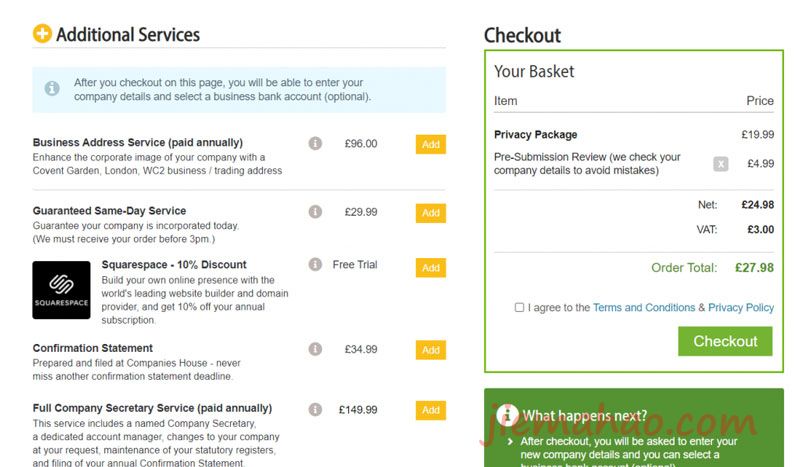 Additional Services
After you checkout on this page, you will be able to enter your
company details and select a business bank account (optional).
Business Address Service (paid annually)
£96.00
Add
Enhance the corporate image of your company with a
Covent Garden, London, WC2 business / trading address
Guaranteed Same-Day Service
£29.99
Add
Guarantee your company is incorporated today.
(We must receive your order before 3pm.)
SQUARESPACE
Squarespace - 10% Discount
Free Trial
Add
Build your own online presence with the
world's leading website builder and domain
provider, and get 10% off your annual
subscription.
Confirmation Statement
£34.99
Add
Prepared and filed at Companies House - never
miss another confirmation statement deadline.
Full Company Secretary Service (paid annually)
£149.99
Add
This service includes a named Company Secretary,
a dedicated account manager, changes to your company
at your request, maintenance of your statutory registers,
and filing of your annual Confirmation Statement.
Checkout
Your Basket
Item Price
Privacy Package £19.99
Pre-Submission Review (we check your
company details to avoid mistakes)
x
£4.99
Net: £24.98
VAT: £3.00
Order Total: £27.98
I agree to the Terms and Conditions & Privacy Policy
Checkout
What happens next?
jiemahao.com
After checkout, you will be asked to enter your
new company details and you can select a
business bank account (optional)